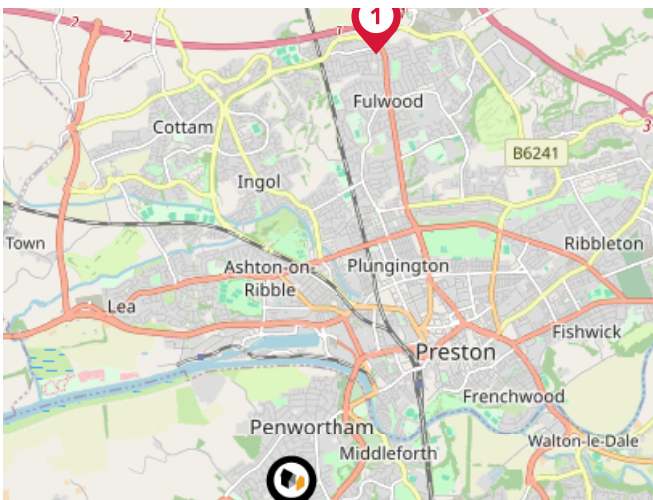 2
2
1
1
Fulwood
Cottam
3
B6241
Ingol
Town
Ribbleton
Ashton-on-
Ribble
Plungington
Lea
Fishwick
Preston
Frenchwood
Penwortham
Walton-le-Dale
Middleforth